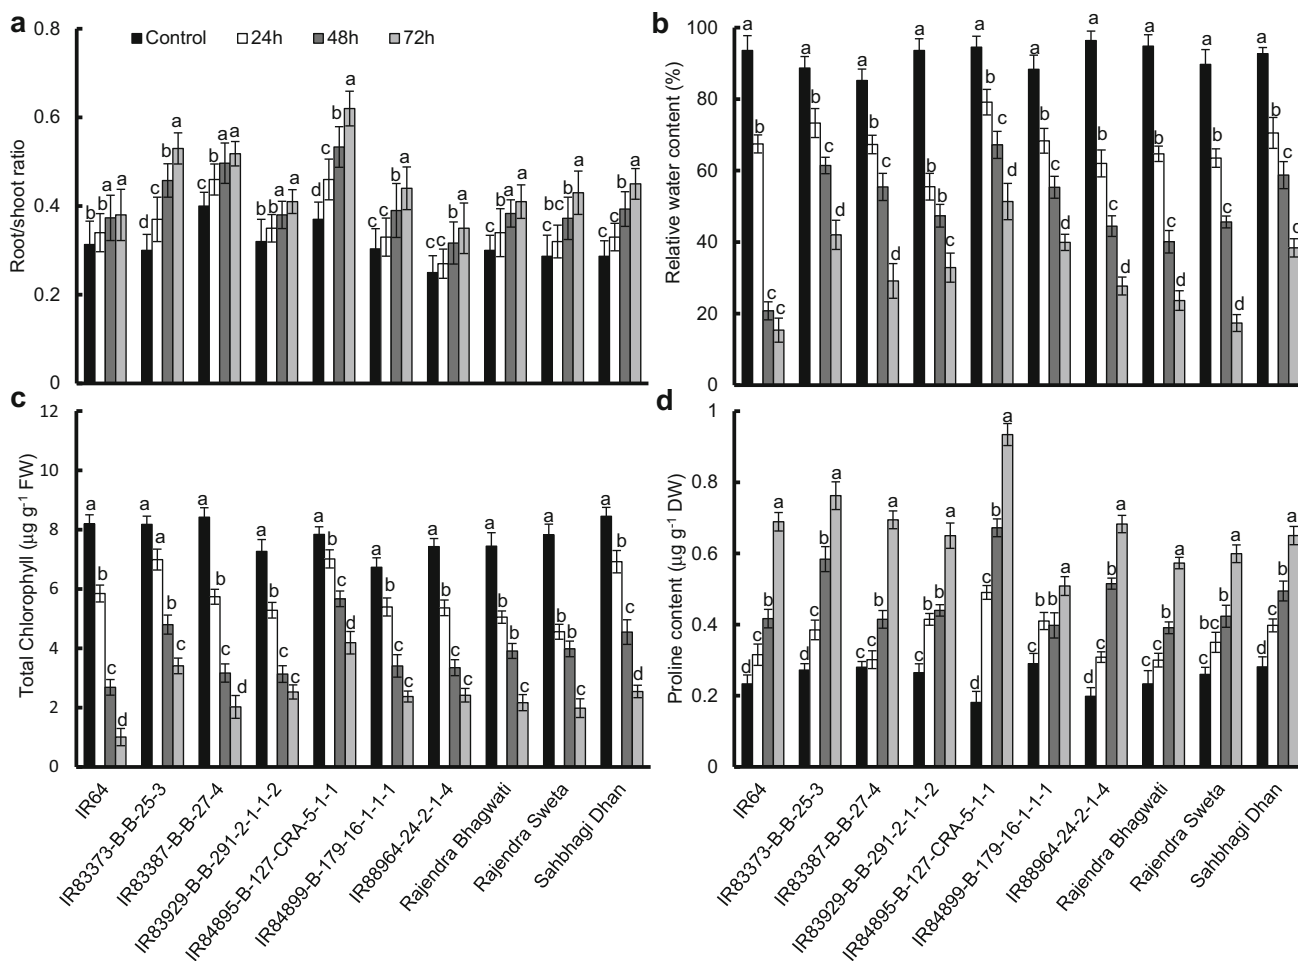 a
Control 24h 48h 72h
Root/shoot ratio
0.8
0.6
0.4
0.2
0
b b a a
d c b a
c b a a
b b a a
d c b a
c c b a
c c b a
c b a b
c bc b a
c c b a
b
Relative water content (%)
100
80
60
40
20
0
a b c c
a b c d
a b c d
a b c d
a b c d
a b c d
a b c d
a b c d
a b c d
a b c d
c
Total Chlorophyll (µg g⁻¹ FW)
12
10
8
6
4
2
0
a b c d
a a b c
a b c d
a b c c
a b c d
a b c c
a b c c
a b b c
a b b c
a a c d
IR64
IR83373-B-B-25-3
IR83387-B-B-27-4
IR83929-B-B-291-2-1-1-2
IR84895-B-127-CRA-5-1-1
IR84899-B-179-16-1-1-1
IR88964-24-2-1-4
Rajendra Bhagwati
Rajendra Sweta
Sahbhagi Dhan
d
Proline content (µg g⁻¹ DW)
1
0.8
0.6
0.4
0.2
0
d c b a
d c b a
d c b a
d b b a
d c b a
c b b a
d c b a
c c b a
c bc b a
d c b a
IR64
IR83373-B-B-25-3
IR83387-B-B-27-4
IR83929-B-B-291-2-1-1-2
IR84895-B-127-CRA-5-1-1
IR84899-B-179-16-1-1-1
IR88964-24-2-1-4
Rajendra Bhagwati
Rajendra Sweta
Sahbhagi Dhan